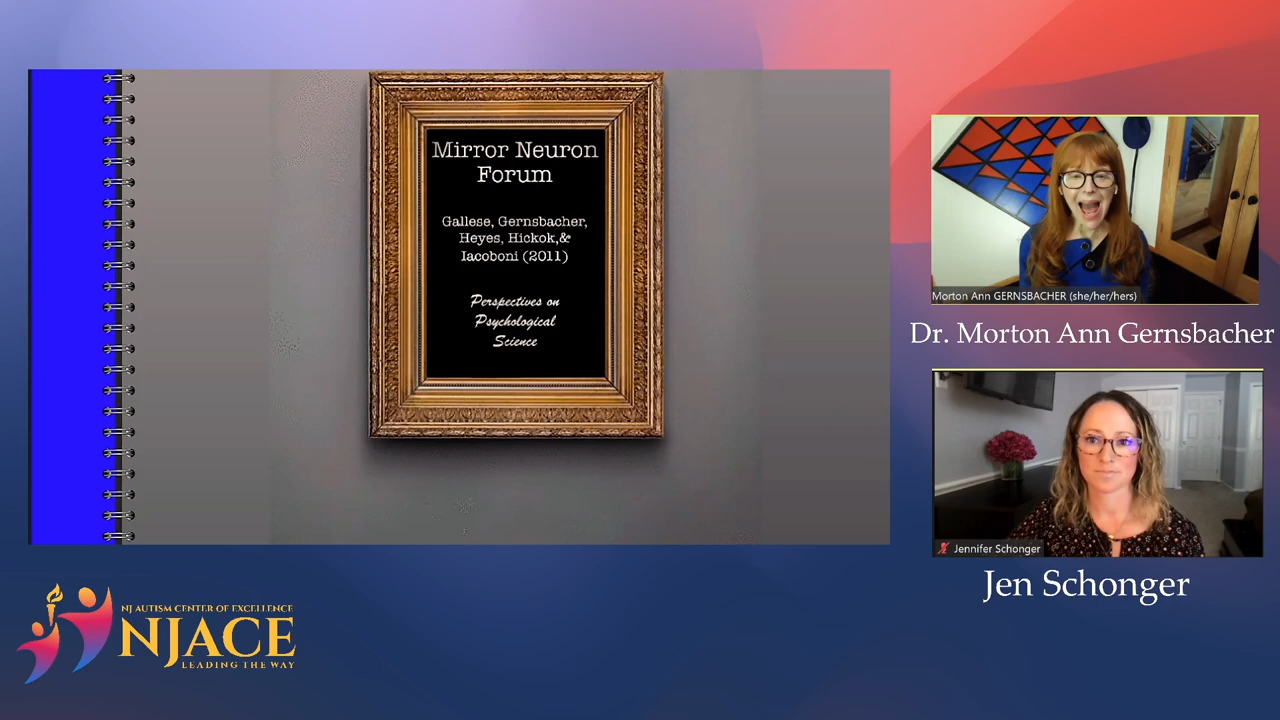 Mirror Neuron
Forum
Gallese, Gernsbacher,
Heyes, Hickok,&
Iacoboni (2011)
Perspectives on
Psychological
Science
Morton Ann GERNSBACHER (she/her/hers)
Dr. Morton Ann Gernsbacher
Jennifer Schonger
Jen Schonger
NJ AUTISM CENTER OF EXCELLENCE
NJACE
LEADING THE WAY